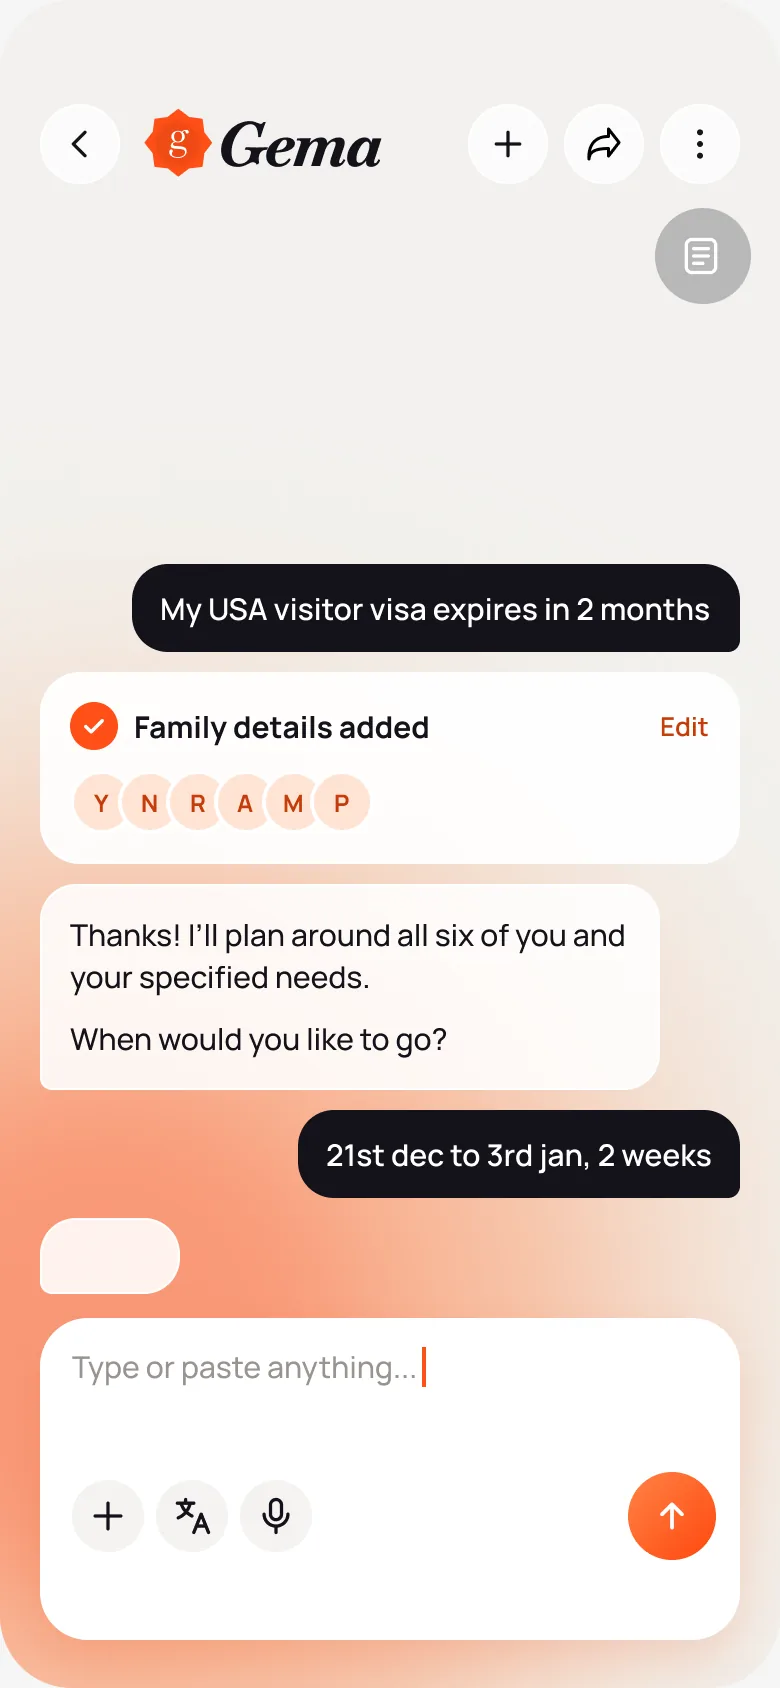 g Gema
My USA visitor visa expires in 2 months
Family details added
Edit
Y N R A M P
Thanks! I’ll plan around all six of you and
your specified needs.
When would you like to go?
21st dec to 3rd jan, 2 weeks
Type or paste anything...
文A